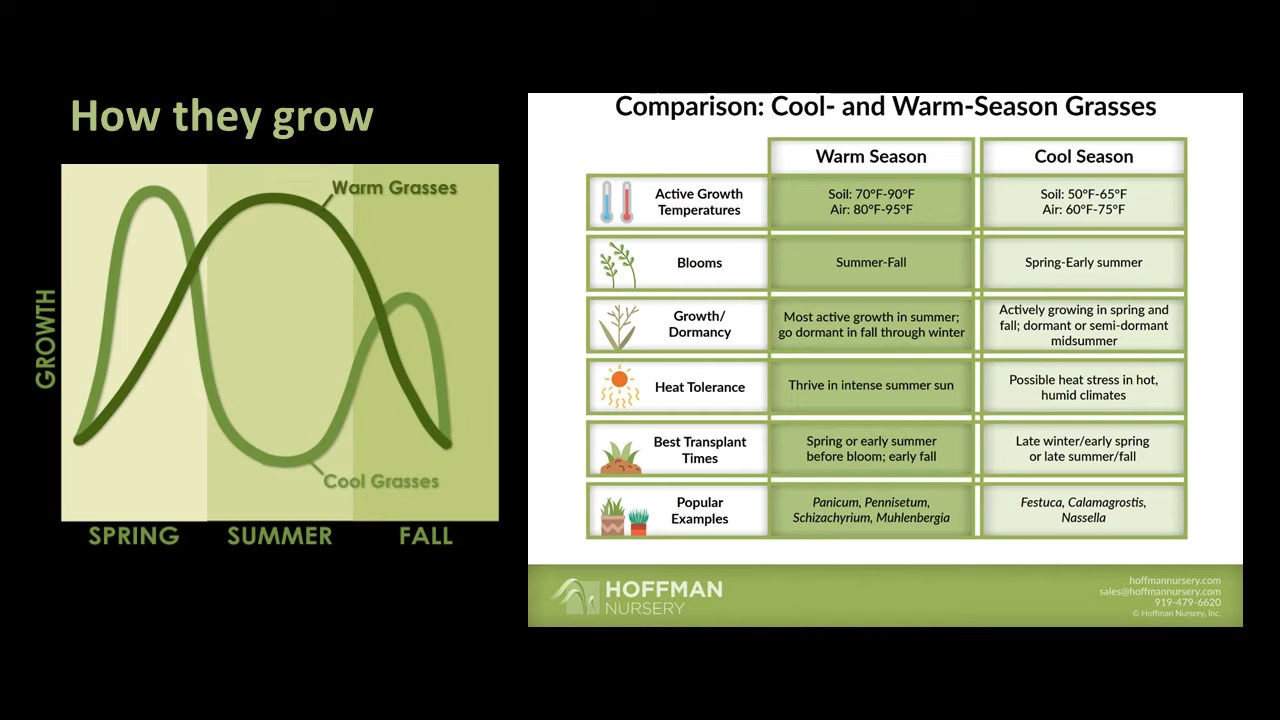 How they grow
Warm Grasses
GROWTH
Cool Grasses
SPRING SUMMER FALL
Comparison: Cool- and Warm-Season Grasses
Warm Season
Cool Season
Active Growth
Temperatures
Soil: 70°F-90°F
Air: 80°F-95°F
Soil: 50°F-65°F
Air: 60°F-75°F
Blooms
Summer-Fall
Spring-Early summer
Growth/
Dormancy
Most active growth in summer;
go dormant in fall through winter
Actively growing in spring and
fall; dormant or semi-dormant
midsummer
Heat Tolerance
Thrive in intense summer sun
Possible heat stress in hot,
humid climates
Best Transplant
Times
Spring or early summer
before bloom; early fall
Late winter/early spring
or late summer/fall
Popular
Examples
Panicum, Pennisetum,
Schizachyrium, Muhlenbergia
Festuca, Calamagrostis,
Nassella
HOFFMAN
NURSERY
hoffmannursery.com
sales@hoffmannursery.com
919-479-6620
© Hoffman Nursery, Inc.